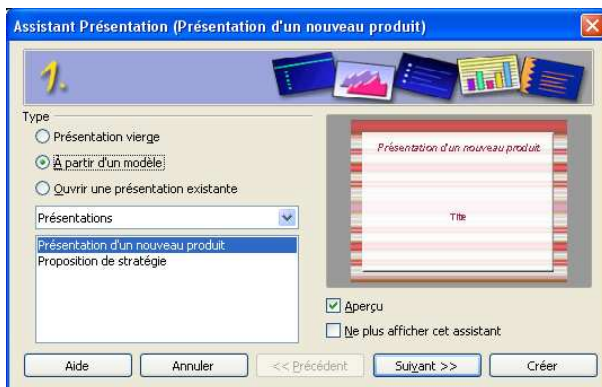 Assistant Présentation (Présentation d'un nouveau produit)
1.
Type
Présentation vierge
À partir d'un modèle
Ouvrir une présentation existante
Présentations
Présentation d'un nouveau produit
Proposition de stratégie
Présentation d'un nouveau produit
Titre
Aperçu
Ne plus afficher cet assistant
Aide
Annuler
<< Précédent
Suivant >>
Créer